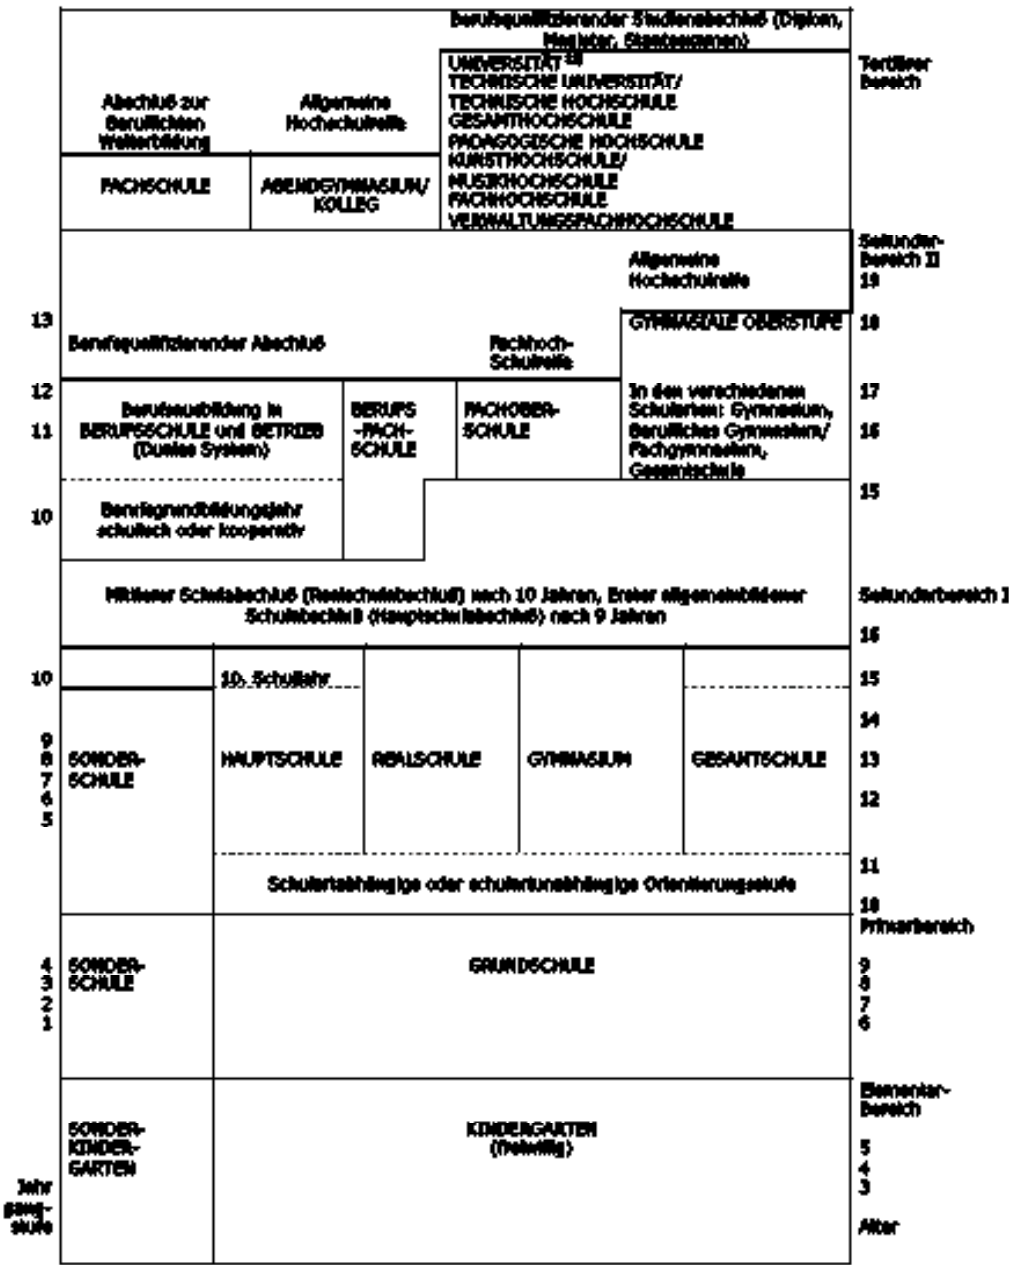 Berufsqualifizierender Studienabschluß (Diplom,
Magister, Staatsexamen)
UNIVERSITÄT
TECHNISCHE UNIVERSITÄT/
TECHNISCHE HOCHSCHULE
GESAMTHOCHSCHULE
PÄDAGOGISCHE HOCHSCHULE
KUNSTHOCHSCHULE/
MUSIKHOCHSCHULE
FACHHOCHSCHULE
VERWALTUNGSFACHHOCHSCHULE
Tertiärer
Bereich
Abschluß zur
Beruflichten
Weiterbildung
Allgemeine
Hochschulreife
FACHSCHULE
ABENDGYMNASIUM/
KOLLEG
Sekundar-
Bereich II
19
Allgemeine
Hochschulreife
13
GYMNASIALE OBERSTUFE
18
Berufsqualifizierender Abschluß
Fachhoch-
Schulreife
12
11
Berufsausbildung in
BERUFSSCHULE und BETRIEB
(Duales System)
BERUFS
-FACH-
SCHULE
FACHOBER-
SCHULE
In den verschiedenen
Schularten: Gymnasium,
Berufliches Gymnasium/
Fachgymnasium,
Gesamtschule
17
16
15
10
Berufsgrundbildungsjahr
schulisch oder kooperativ
Mittlerer Schulabschluß (Realschulabschluß) nach 10 Jahren, Erster allgemeinbildener
Schulabschluß (Hauptschulabschluß) nach 9 Jahren
Sekundarbereich I
16
10
10. Schuljahr
15
14
9
8
7
6
5
SONDER-
SCHULE
HAUPTSCHULE
REALSCHULE
GYMNASIUM
GESAMTSCHULE
13
12
11
Schulartabhängige oder schulartunabhängige Orientierungsstufe
10
Primarbereich
4
3
2
1
SONDER-
SCHULE
GRUNDSCHULE
9
8
7
6
Elementar-
Bereich
SONDER-
KINDER-
GARTEN
KINDERGARTEN
(freiwillig)
5
4
3
Jahr
gang-
stufe
Alter